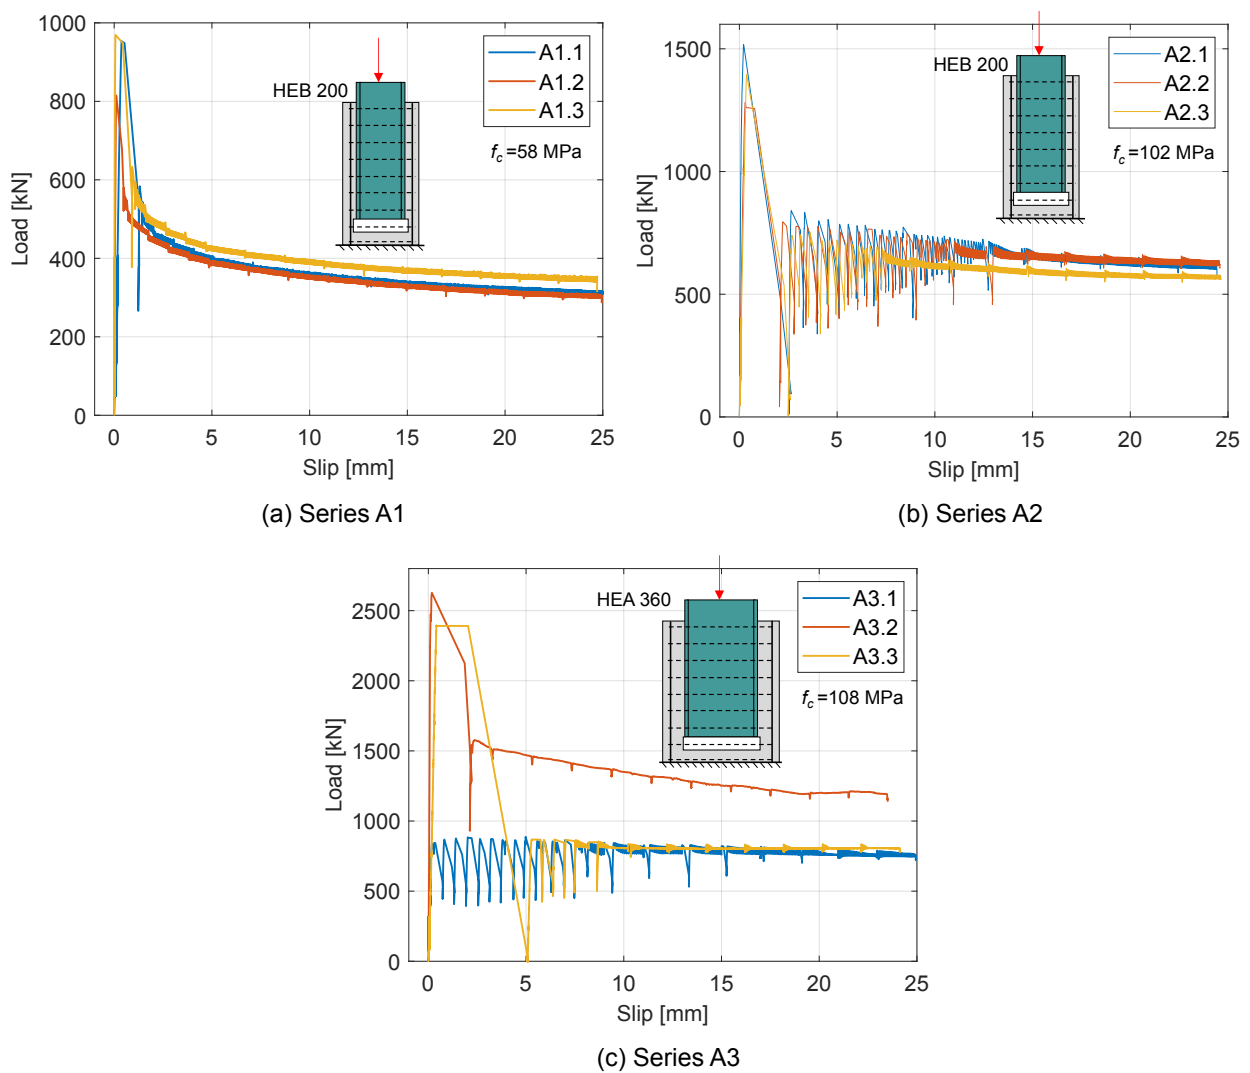 1000
800
600
400
200
0
Load [kN]
0 5 10 15 20 25
Slip [mm]
HEB 200
A1.1
A1.2
A1.3
f_c=58 MPa
(a) Series A1
1500
1000
500
0
Load [kN]
0 5 10 15 20 25
Slip [mm]
HEB 200
A2.1
A2.2
A2.3
f_c=102 MPa
(b) Series A2
2500
2000
1500
1000
500
0
Load [kN]
0 5 10 15 20 25
Slip [mm]
HEA 360
A3.1
A3.2
A3.3
f_c=108 MPa
(c) Series A3